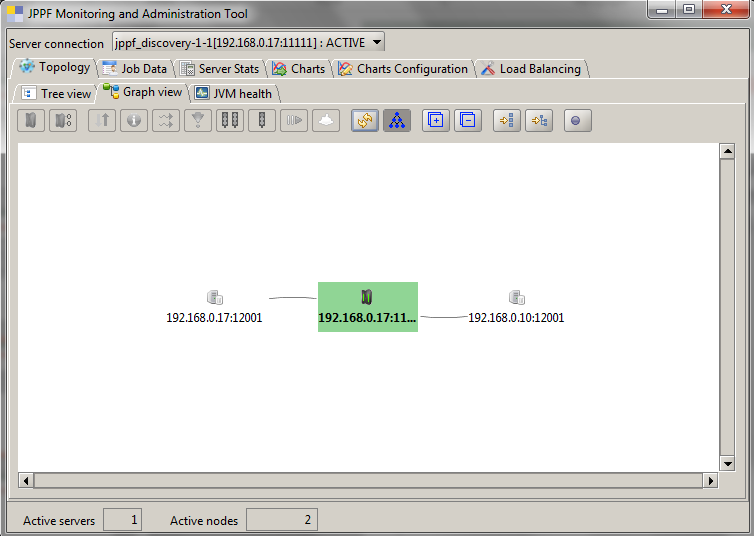 JPPF Monitoring and Administration Tool
Server connection jppf_discovery-1-1[192.168.0.17:11111] : ACTIVE
Topology Job Data Server Stats Charts Charts Configuration Load Balancing
Tree view Graph view JVM health
192.168.0.17:12001 192.168.0.17:11... 192.168.0.10:12001
Active servers 1 Active nodes 2